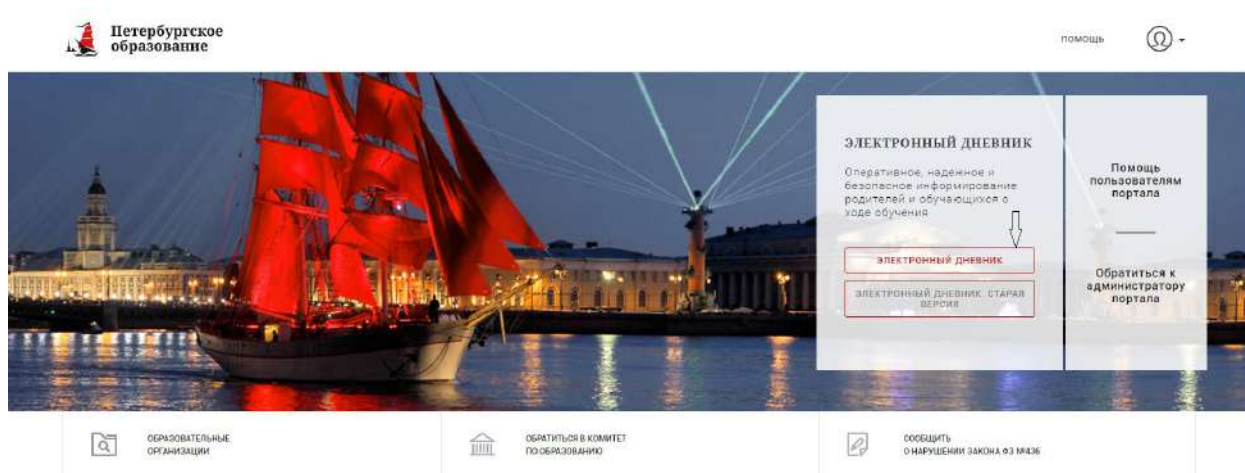 Петербургское
образование
помощь
ЭЛЕКТРОННЫЙ ДНЕВНИК
Оперативное, надежное и
безопасное информирование
родителей и обучающихся о
ходе обучения
ЭЛЕКТРОННЫЙ ДНЕВНИК
ЭЛЕКТРОННЫЙ ДНЕВНИК. СТАРАЯ
ВЕРСИЯ
Помощь
пользователям
портала
Обратиться к
администратору
портала
ОБРАЗОВАТЕЛЬНЫЕ
ОРГАНИЗАЦИИ
ОБРАТИТЬСЯ В КОМИТЕТ
ПО ОБРАЗОВАНИЮ
СООБЩИТЬ
О НАРУШЕНИИ ЗАКОНА ФЗ №436